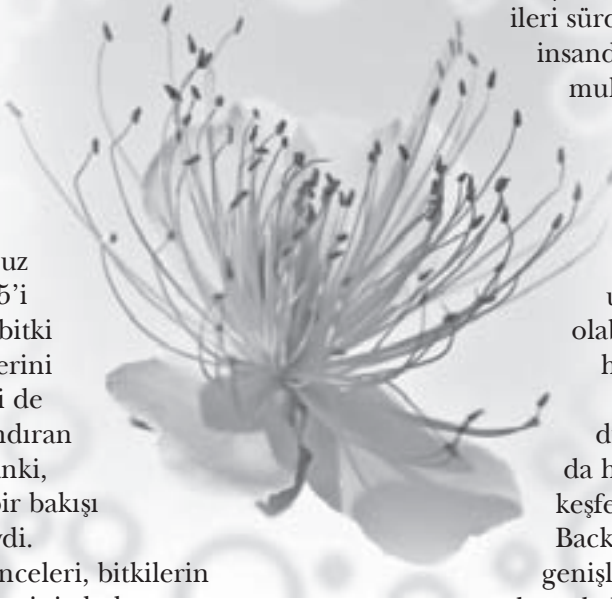 uz
5'i
bitki
erini
i de
ndıran
nki,
bir bakışı
di.
nceleri, bitkilerin
ileri sürd
insand
mul
u
olab
h
d
da h
keşfe
Back
genişl